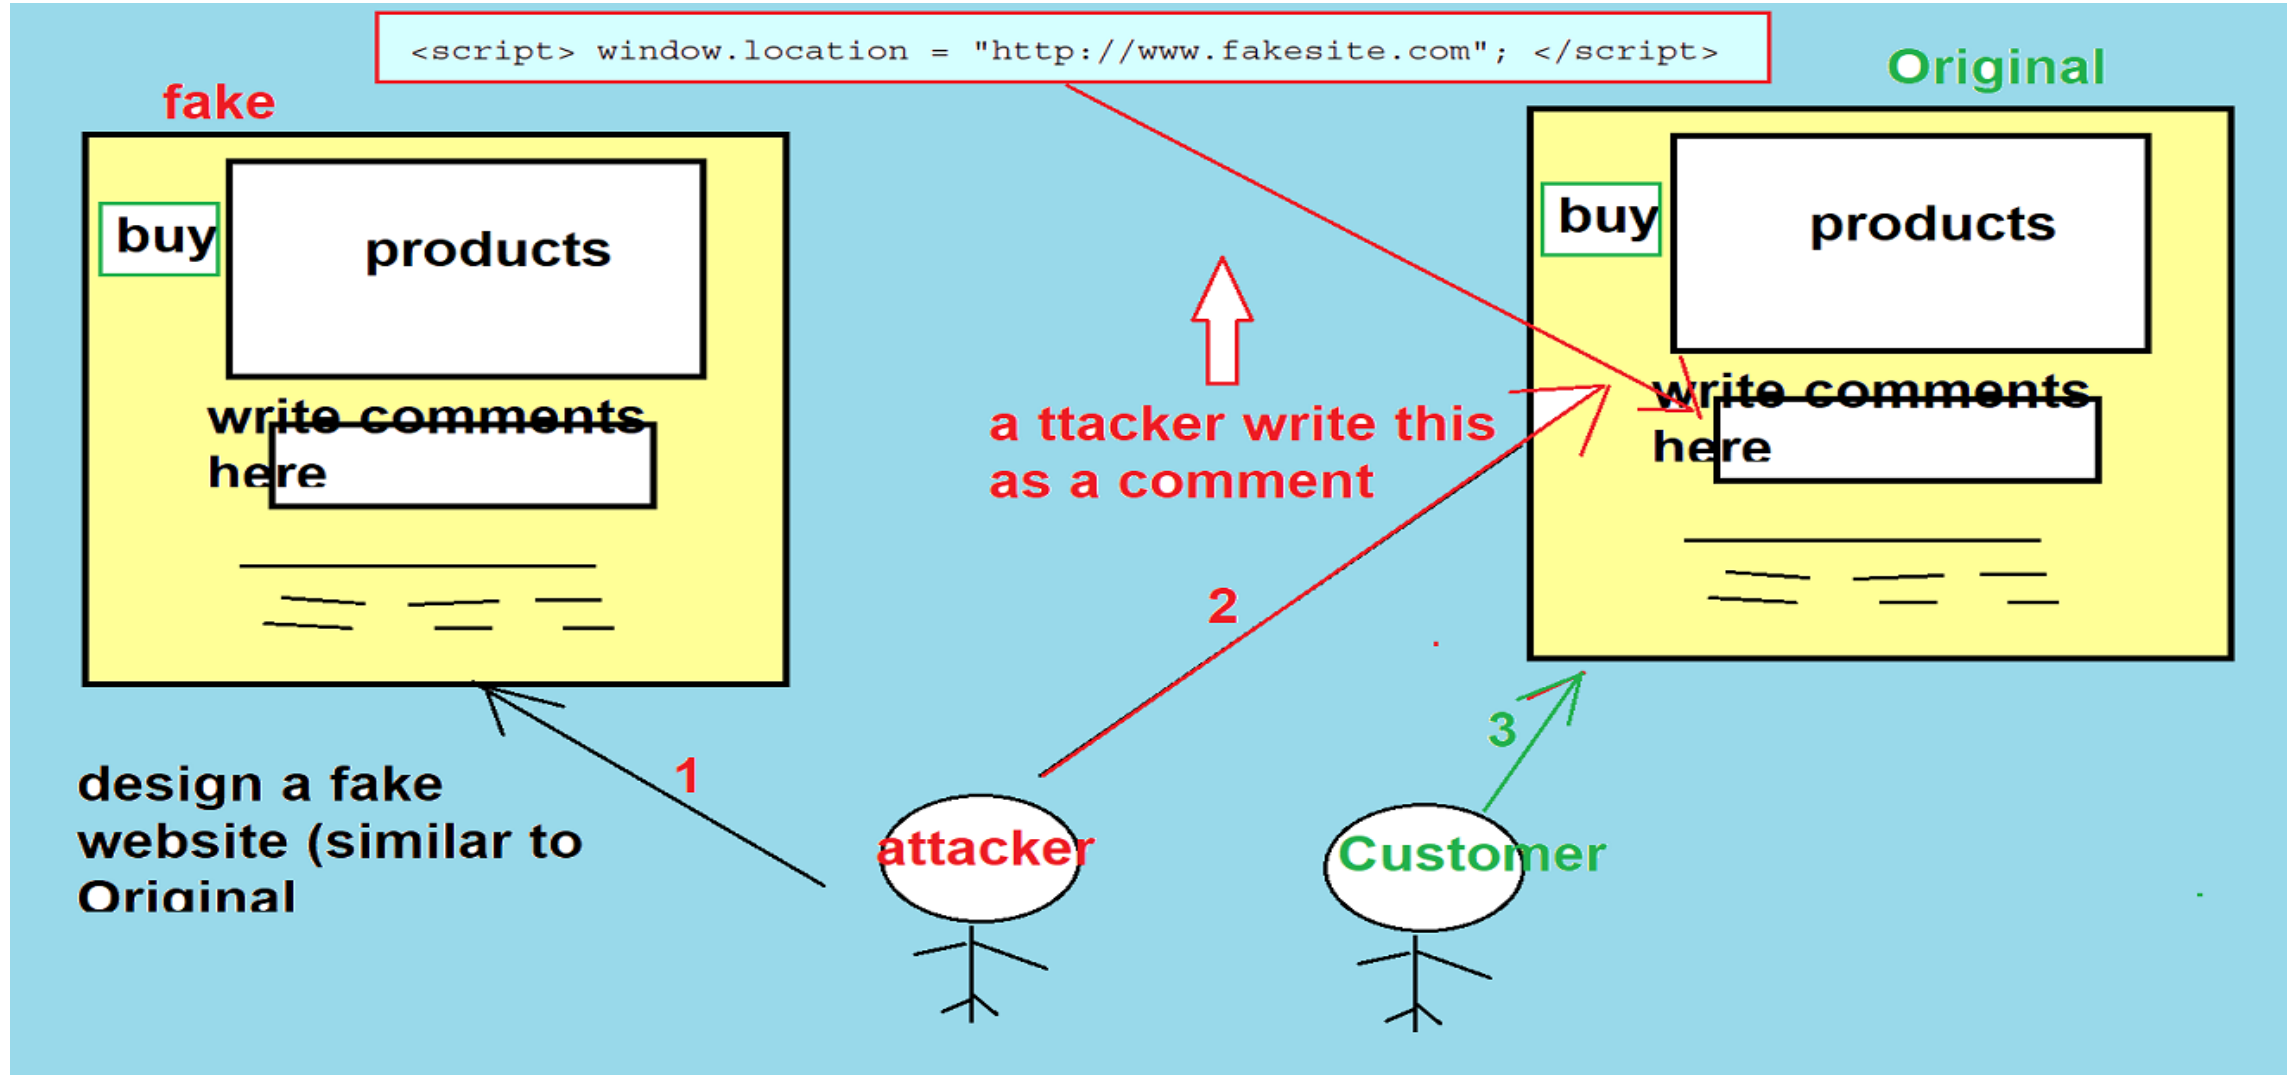 <script> window.location = "http://www.fakesite.com"; </script>
fake
Original
buy
products
write comments
here
buy
products
write comments
here
a ttacker write this
as a comment
2
3
1
design a fake
website (similar to
Original
attacker
Customer